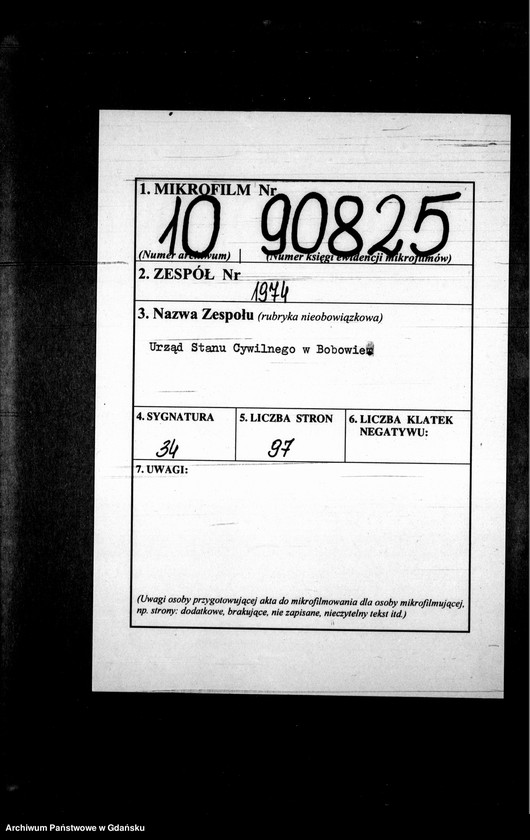 1. MIKROFILM Nr
10 90825
(Numer archiwum) (Numer księgi ewidencji mikrofilmów)
2. ZESPÓŁ Nr
1974
3. Nazwa Zespołu (rubryka nieobowiązkowa)
Urząd Stanu Cywilnego w Bobowie
4. SYGNATURA
34
5. LICZBA STRON
97
6. LICZBA KLATEK
NEGATYWU:
7. UWAGI:
(Uwagi osoby przygotowującej akta do mikrofilmowania dla osoby mikrofilmującej,
np. strony: dodatkowe, brakujące, nie zapisane, nieczytelny tekst itd.)
Archiwum Państwowe w Gdańsku